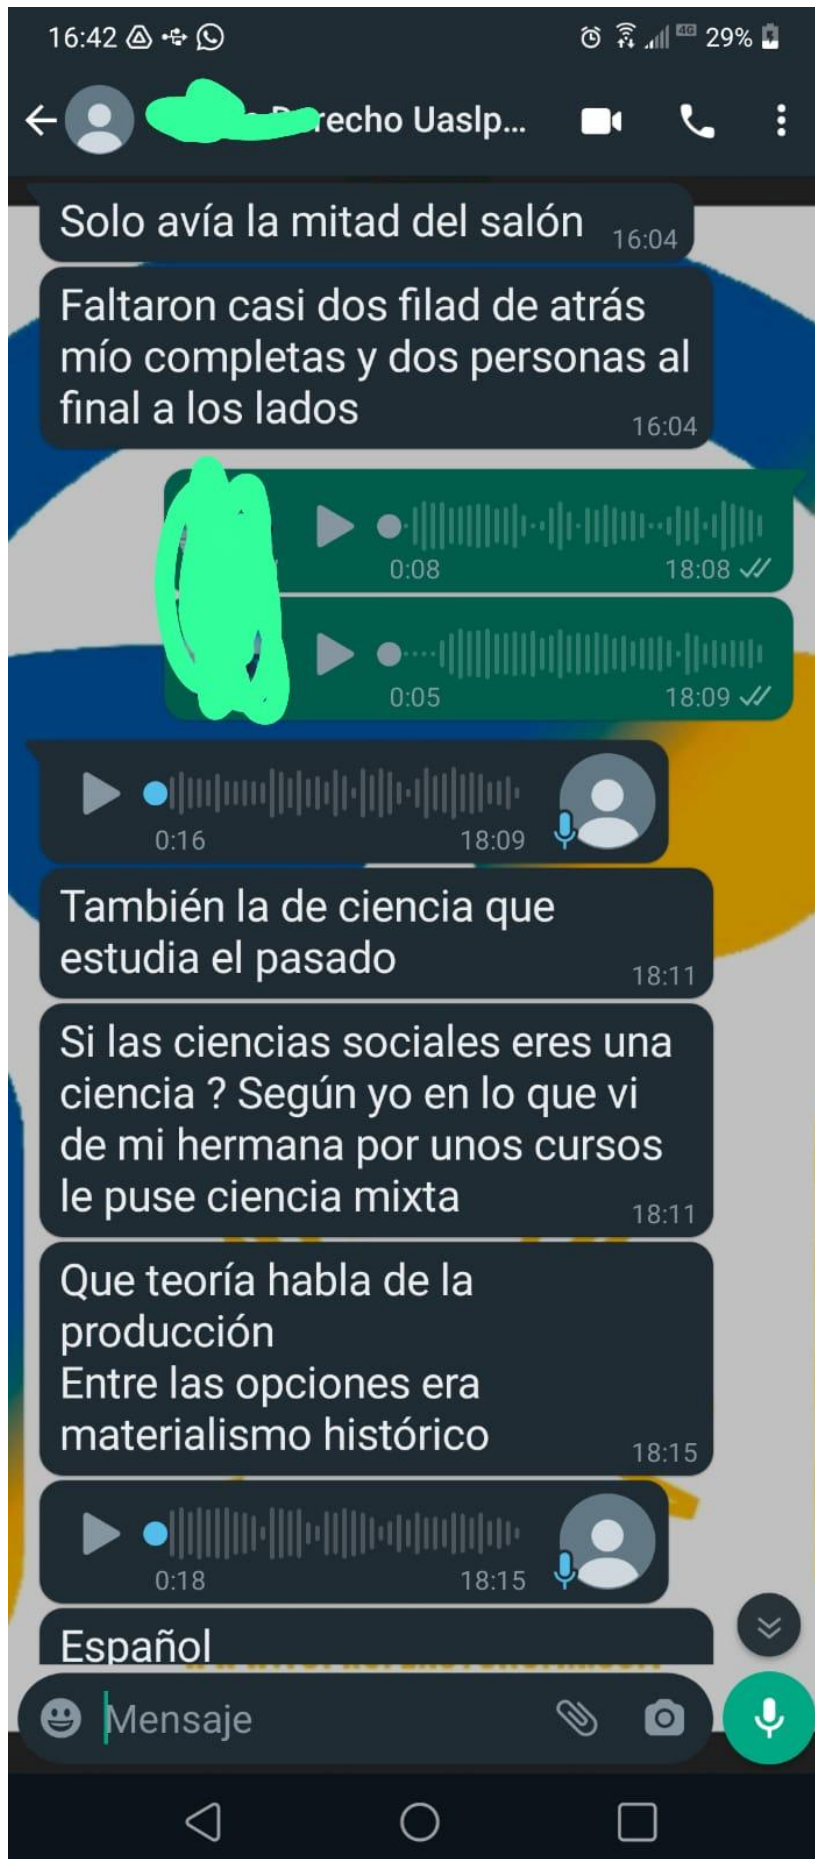 16:42
4G 29%
recho Uaslp...
Solo avía la mitad del salón
16:04
Faltaron casi dos filad de atrás
mío completas y dos personas al
final a los lados
16:04
0:08 18:08
0:05 18:09
0:16 18:09
También la de ciencia que
estudia el pasado
18:11
Si las ciencias sociales eres una
ciencia ? Según yo en lo que vi
de mi hermana por unos cursos
le puse ciencia mixta
18:11
Que teoría habla de la
producción
Entre las opciones era
materialismo histórico
18:15
0:18 18:15
Español
Mensaje